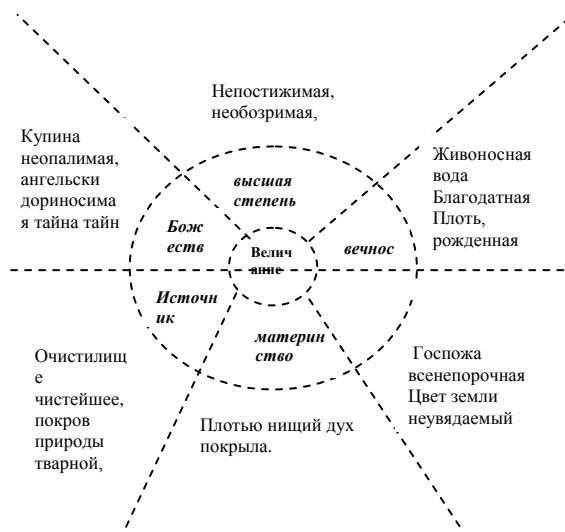 Непостижимая,
необозримая,
Купина
неопалимая,
ангельски
дориносима
я тайна тайн
Живоносная
вода
Благодатная
Плоть,
рожденная
высшая
степень
Бож
еств
Велич
ание
вечнос
Источн
ик
материн
ство
Очистилищ
е
чистейшее,
покров
природы
тварной,
Плотью нищий дух
покрыла.
Госпожа
всенепорочная
Цвет земли
неувядаемый